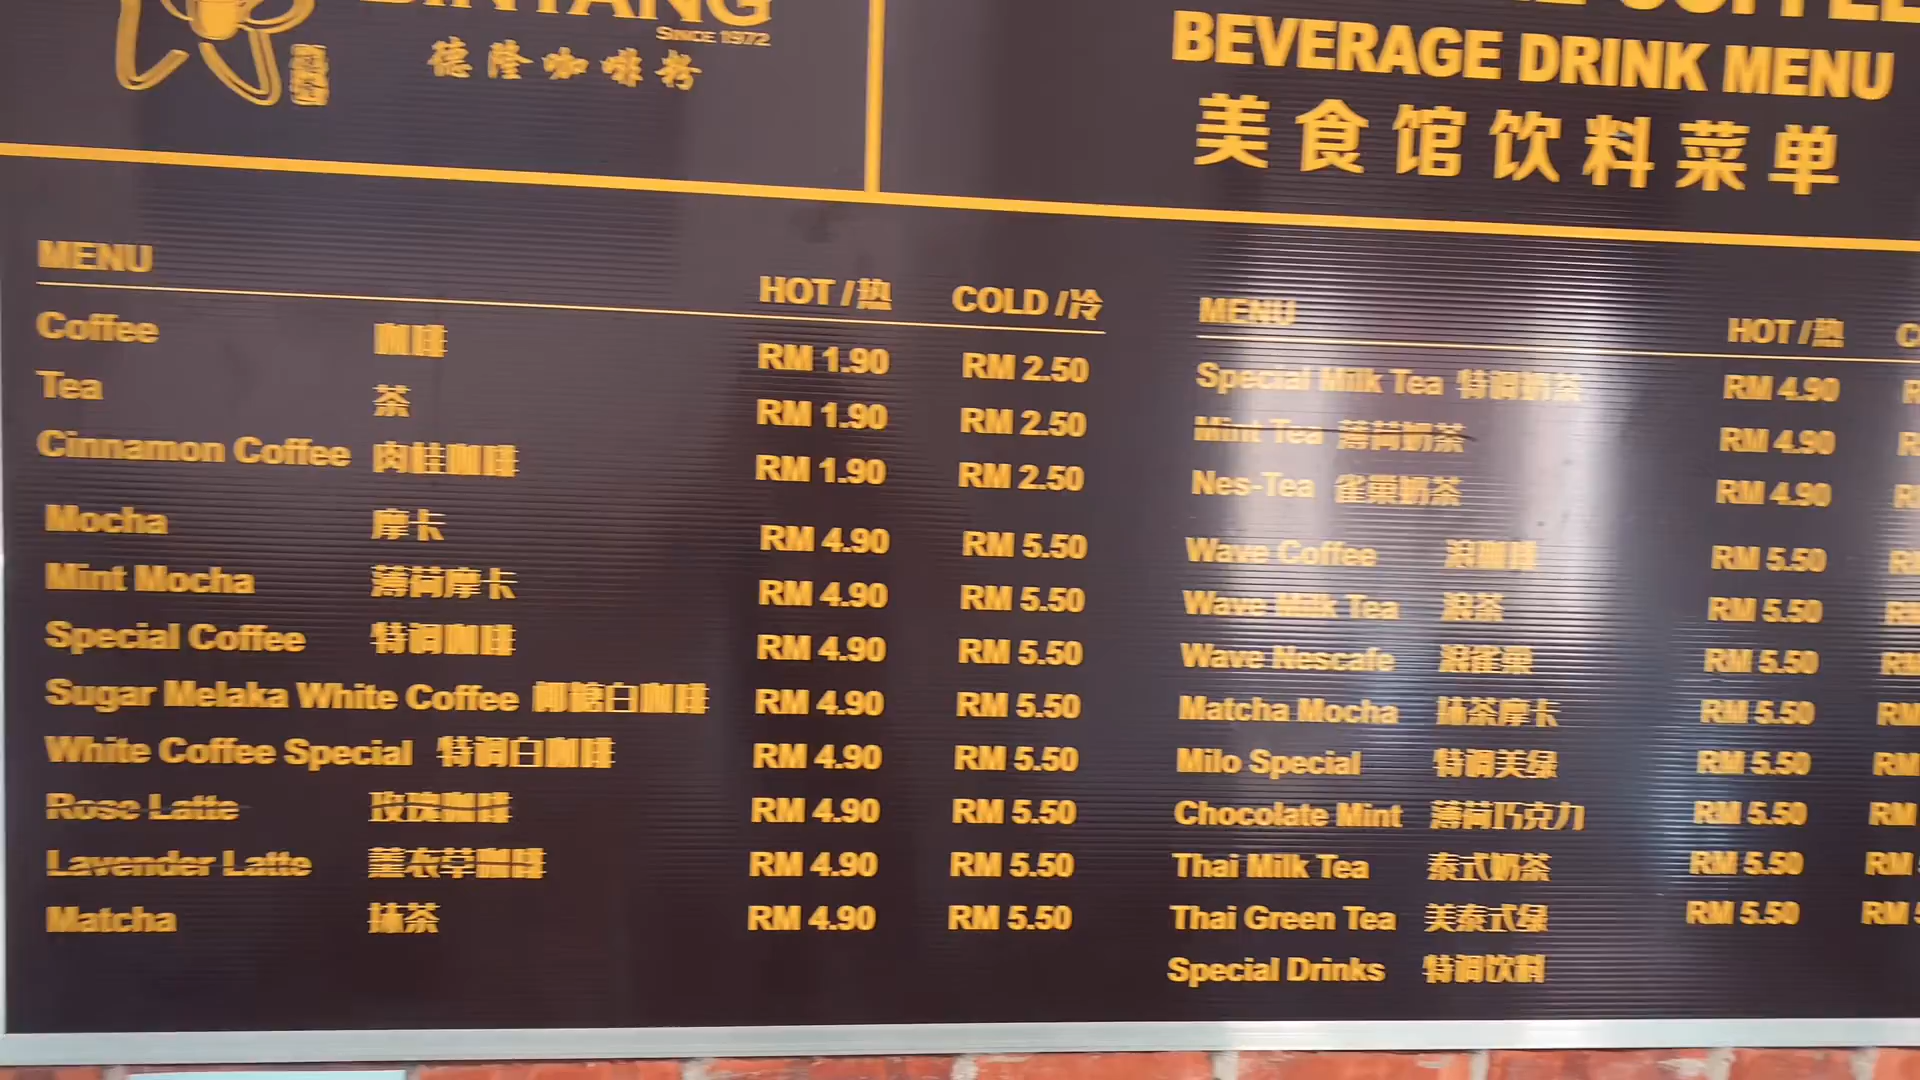 BINTANG
SINCE 1972
德隆咖啡粉
COFFEE
BEVERAGE DRINK MENU
美食馆饮料菜单
MENU HOT /热 COLD /冷
Coffee 咖啡 RM 1.90 RM 2.50
Tea 茶 RM 1.90 RM 2.50
Cinnamon Coffee 肉桂咖啡 RM 1.90 RM 2.50
Mocha 摩卡 RM 4.90 RM 5.50
Mint Mocha 薄荷摩卡 RM 4.90 RM 5.50
Special Coffee 特调咖啡 RM 4.90 RM 5.50
Sugar Melaka White Coffee 椰糖白咖啡 RM 4.90 RM 5.50
White Coffee Special 特调白咖啡 RM 4.90 RM 5.50
Rose Latte 玫瑰咖啡 RM 4.90 RM 5.50
Lavender Latte 薰衣草咖啡 RM 4.90 RM 5.50
Matcha 抹茶 RM 4.90 RM 5.50
MENU HOT /热
Special Milk Tea 特调奶茶 RM 4.90
Mint Tea 薄荷奶茶 RM 4.90
Nes-Tea 雀巢奶茶 RM 4.90
Wave Coffee 浪咖啡 RM 5.50
Wave Milk Tea 浪茶 RM 5.50
Wave Nescafe 浪雀巢 RM 5.50 RM
Matcha Mocha 抹茶摩卡 RM 5.50 RM
Milo Special 特调美绿 RM 5.50 RM
Chocolate Mint 薄荷巧克力 RM 5.50 RM
Thai Milk Tea 泰式奶茶 RM 5.50 RM
Thai Green Tea 美泰式绿 RM 5.50 RM
Special Drinks 特调饮料